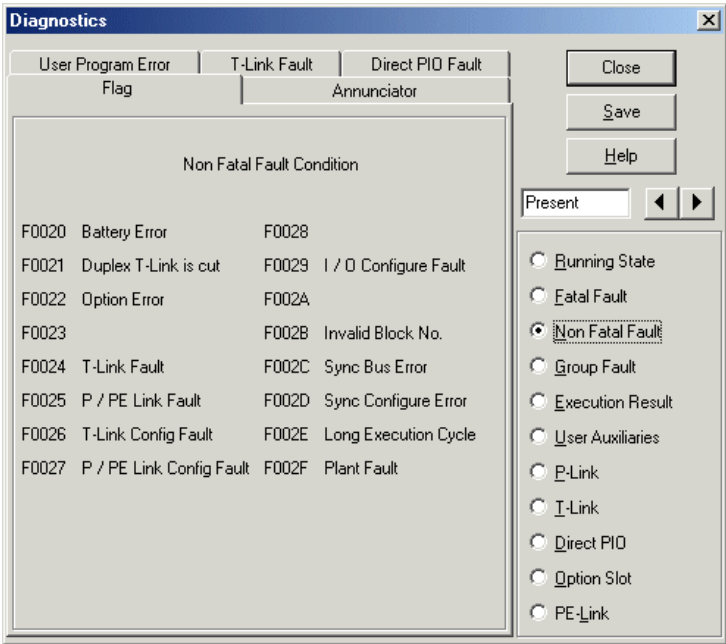 Diagnostics
User Program Error T-Link Fault Direct PIO Fault
Flag Annunciator
Non Fatal Fault Condition
F0020 Battery Error F0028
F0021 Duplex T-Link is cut F0029 I / O Configure Fault
F0022 Option Error F002A
F0023 F002B Invalid Block No.
F0024 T-Link Fault F002C Sync Bus Error
F0025 P / PE Link Fault F002D Sync Configure Error
F0026 T-Link Config Fault F002E Long Execution Cycle
F0027 P / PE Link Config Fault F002F Plant Fault
Close
Save
Help
Present
Running State
Fatal Fault
Non Fatal Fault
Group Fault
Execution Result
User Auxiliaries
P-Link
T-Link
Direct PIO
Option Slot
PE-Link